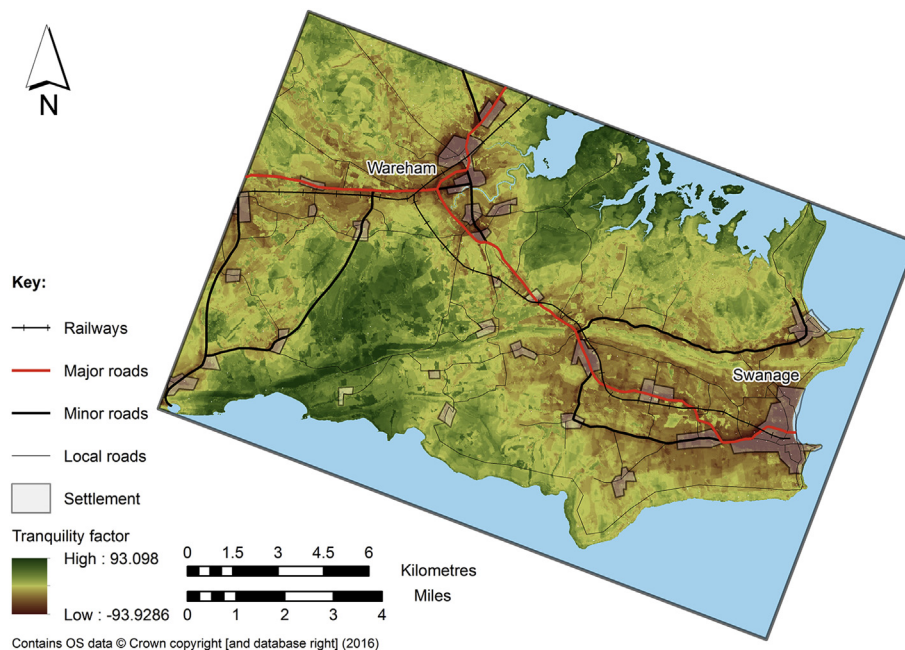 N
Wareham
Swanage
Key:
Railways
Major roads
Minor roads
Local roads
Settlement
Tranquility factor
High : 93.098
Low : -93.9286
0 1.5 3 4.5 6
Kilometres
Miles
0 1 2 3 4
Contains OS data © Crown copyright [and database right] (2016)